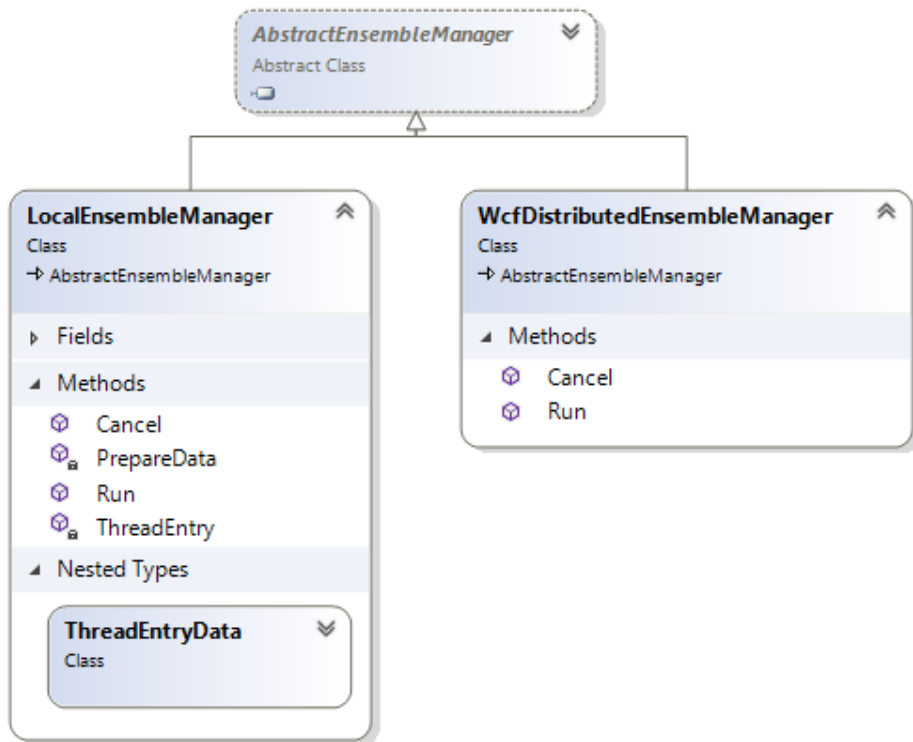 AbstractEnsembleManager
Abstract Class
LocalEnsembleManager
Class
AbstractEnsembleManager
Fields
Methods
Cancel
PrepareData
Run
ThreadEntry
Nested Types
ThreadEntryData
Class
WcfDistributedEnsembleManager
Class
AbstractEnsembleManager
Methods
Cancel
Run